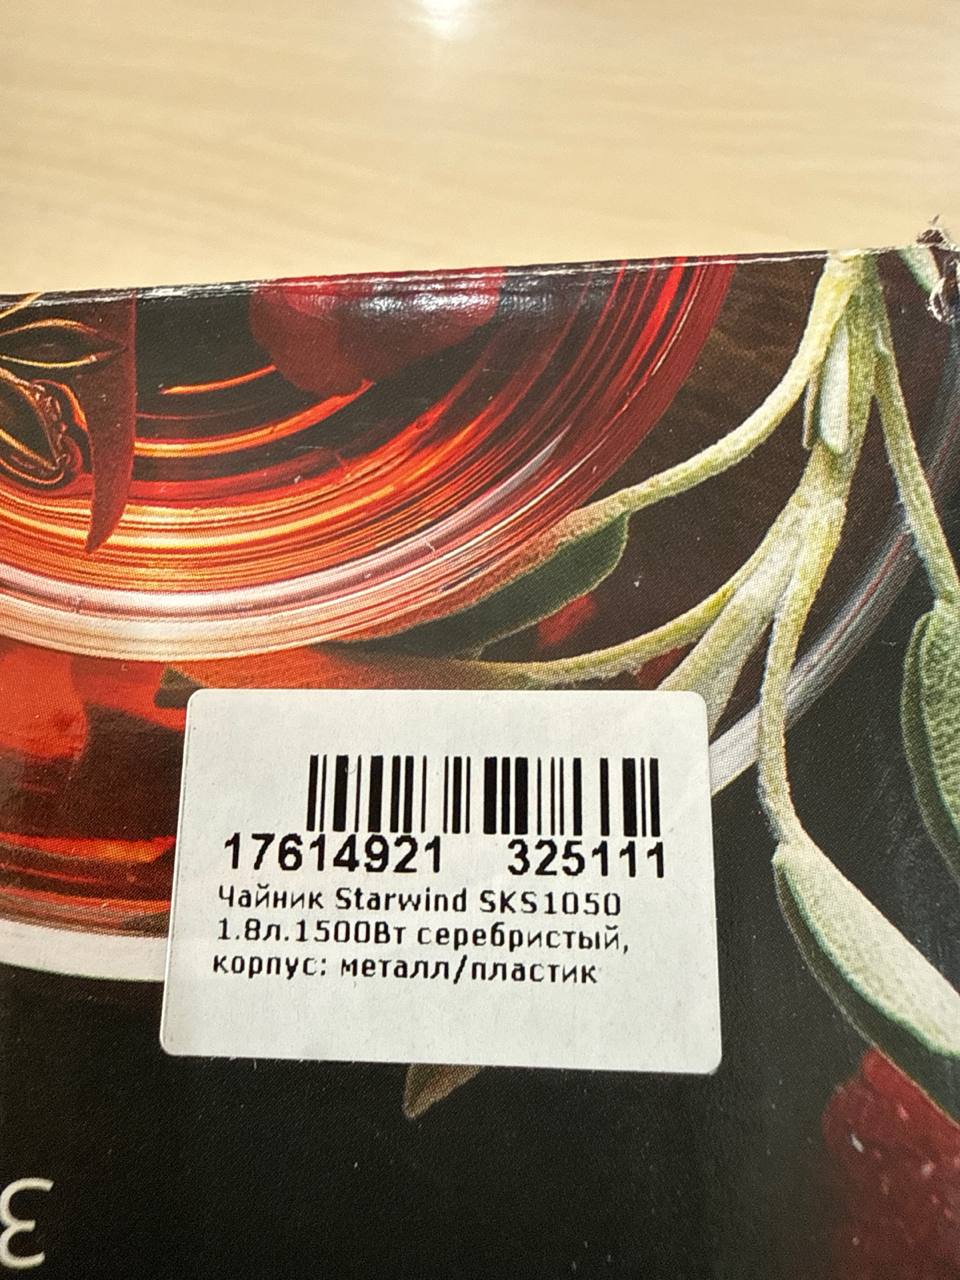 17614921 325111
Чайник Starwind SKS1050
1.8л.1500Вт серебристый,
корпус: металл/пластик